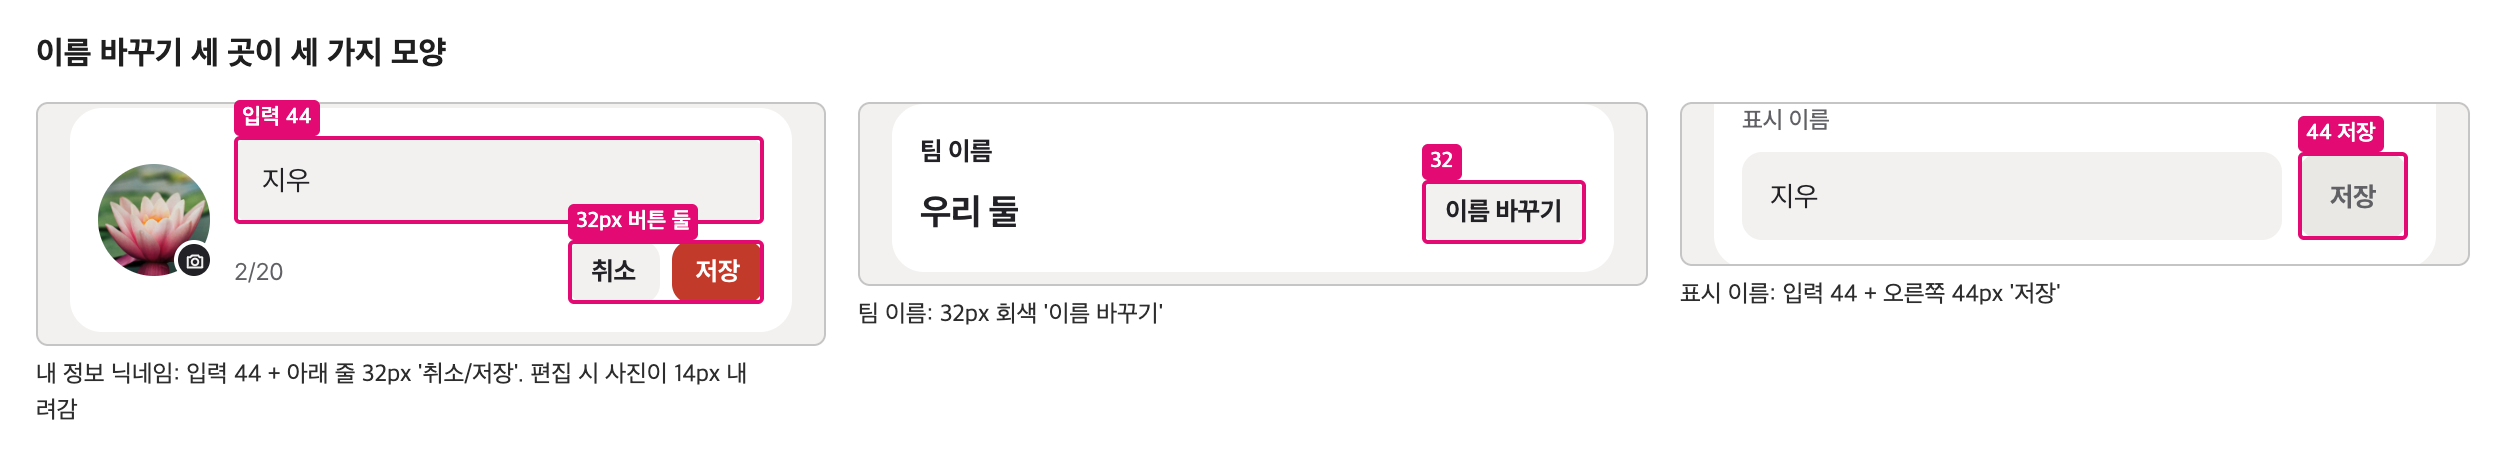 이름 바꾸기 세 곳이 세 가지 모양
입력 44
지우
32px 버튼 둘
2/20
취소
저장
내 정보 닉네임: 입력 44 + 아래 줄 32px '취소/저장'. 편집 시 사진이 14px 내
려감
팀 이름
우리 둘
32
이름 바꾸기
팀 이름: 32px 회색 '이름 바꾸기'
표시 이름
44 저장
지우
저장
표시 이름: 입력 44 + 오른쪽 44px '저장'